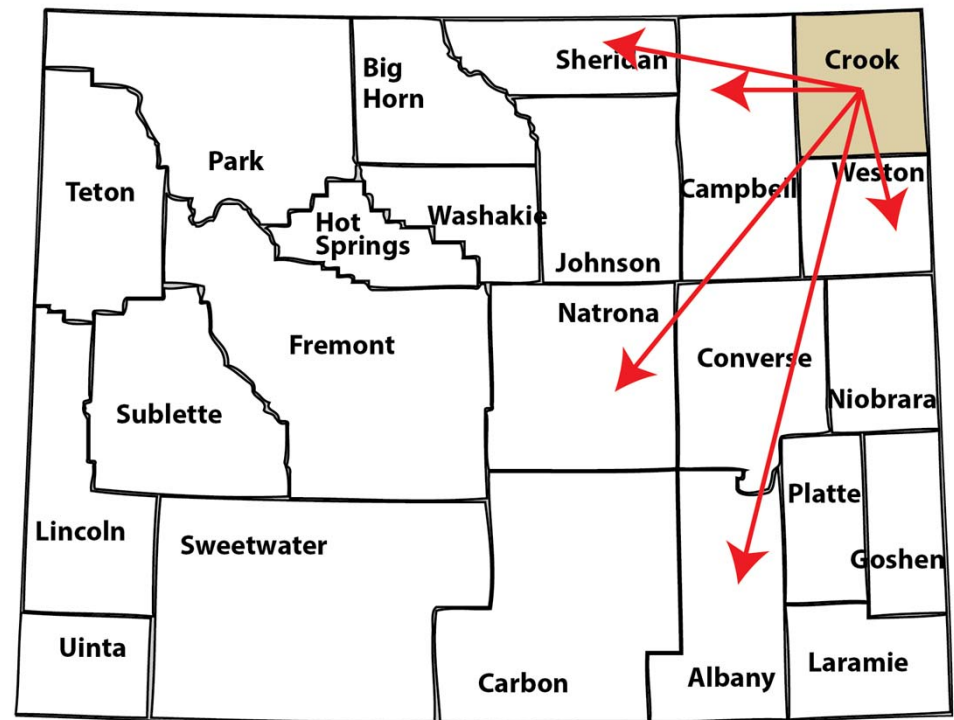 Sheridan
Crook
Big
Horn
Park
Teton
Weston
Campbell
Washakie
Hot
Springs
Johnson
Natrona
Fremont
Converse
Niobrara
Sublette
Platte
Lincoln
Sweetwater
Goshen
Uinta
Carbon
Albany
Laramie